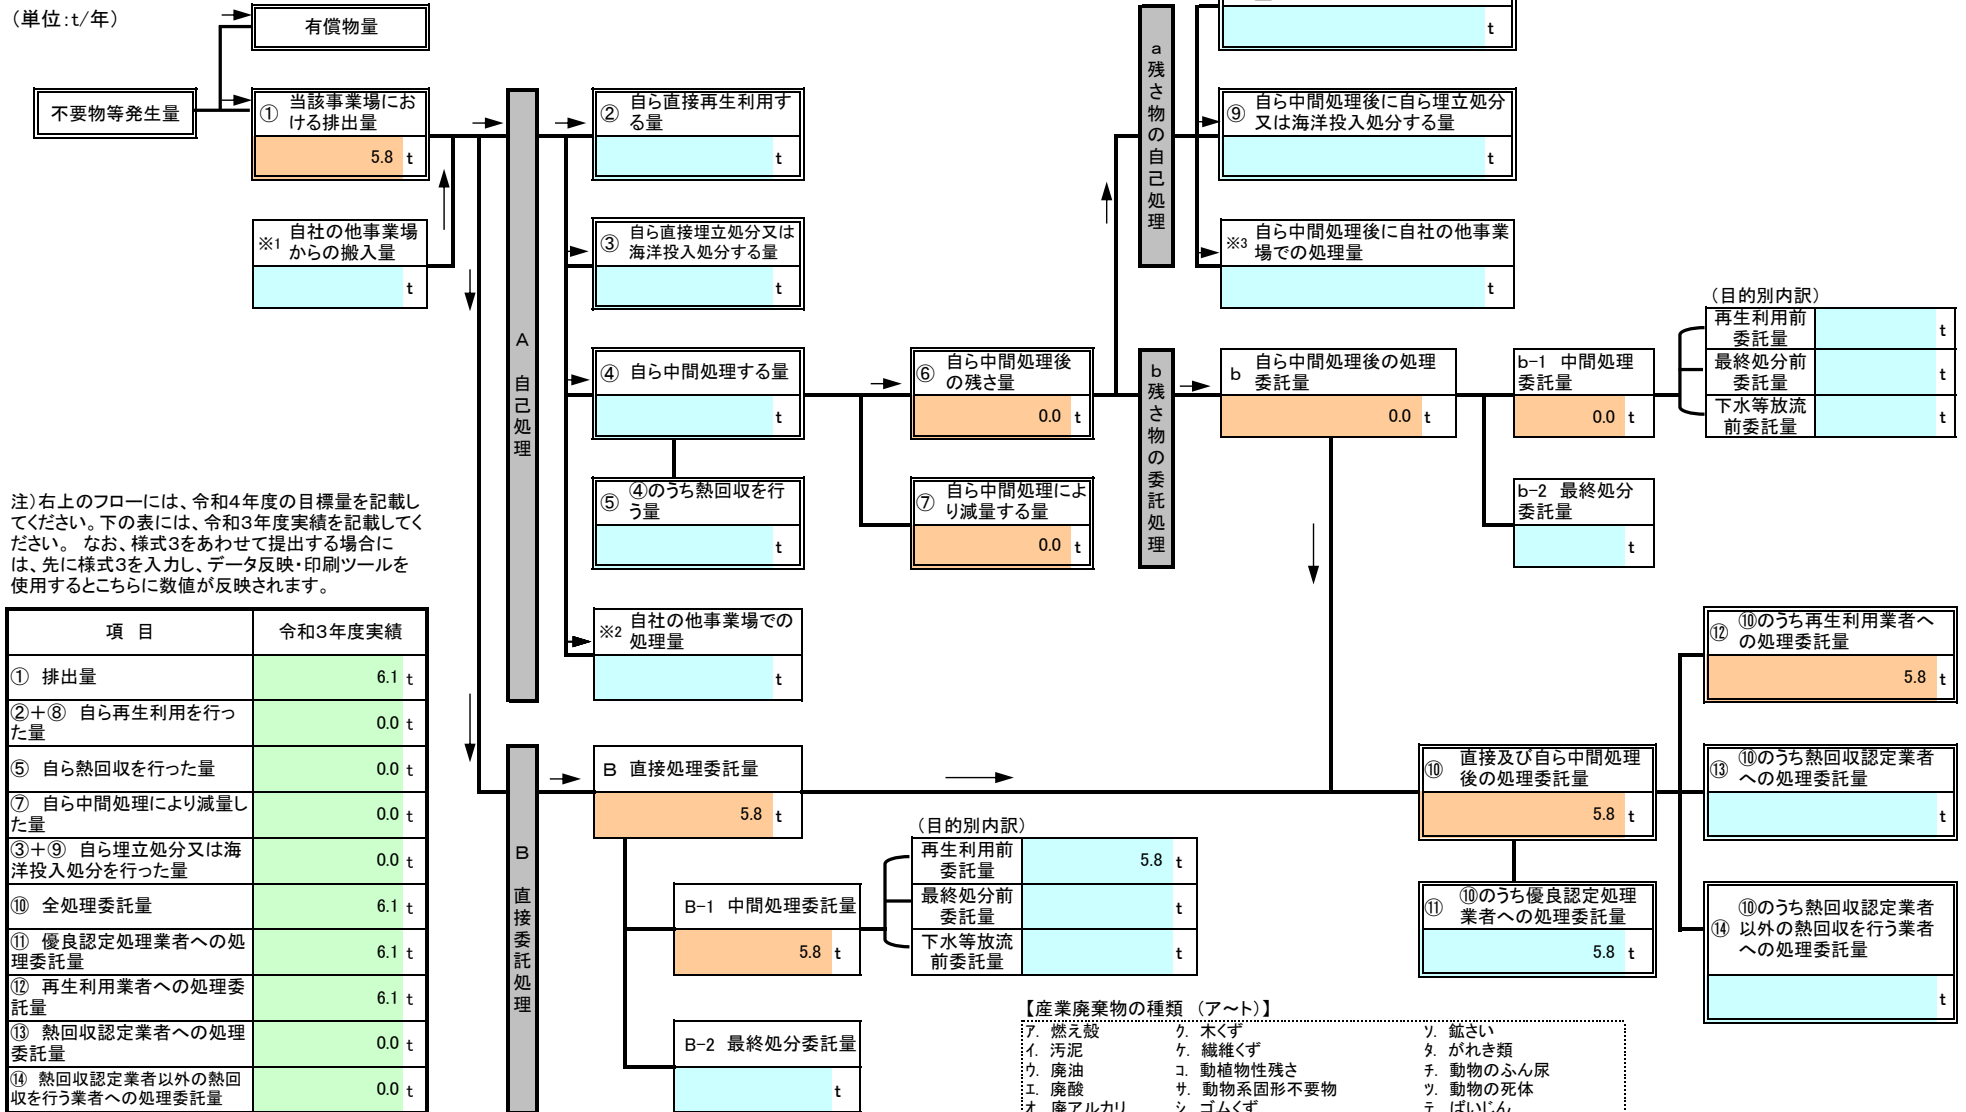 (単位:t/年)
有償物量
不要物等発生量
① 当該事業場にお
ける排出量
5.8 t
※1 自社の他事業場
からの搬入量
t
A 自己処理
② 自ら直接再生利用す
る量
t
③ 自ら直接埋立処分又は
海洋投入処分する量
t
④ 自ら中間処理する量
t
⑤ ④のうち熱回収を行
う量
t
※2 自社の他事業場での
処理量
t
⑥ 自ら中間処理後
の残さ量
0.0 t
⑦ 自ら中間処理によ
り減量する量
0.0 t
a 残さ物の自己処理
t
⑨ 自ら中間処理後に自ら埋立処分
又は海洋投入処分する量
t
※3 自ら中間処理後に自社の他事業
場での処理量
t
b 残さ物の委託処理
b 自ら中間処理後の処理
委託量
0.0 t
b-1 中間処理
委託量
0.0 t
(目的別内訳)
再生利用前
委託量
t
最終処分前
委託量
t
下水等放流
前委託量
t
b-2 最終処分
委託量
t
注)右上のフローには、令和4年度の目標量を記載し
てください。下の表には、令和3年度実績を記載してく
ださい。 なお、様式3をあわせて提出する場合に
は、先に様式3を入力し、データ反映・印刷ツールを
使用するとこちらに数値が反映されます。
項 目 令和3年度実績
① 排出量 6.1 t
②+⑧ 自ら再生利用を行っ
た量 0.0 t
⑤ 自ら熱回収を行った量 0.0 t
⑦ 自ら中間処理により減量し
た量 0.0 t
③+⑨ 自ら埋立処分又は海
洋投入処分を行った量 0.0 t
⑩ 全処理委託量 6.1 t
⑪ 優良認定処理業者への処
理委託量 6.1 t
⑫ 再生利用業者への処理委
託量 6.1 t
⑬ 熱回収認定業者への処理
委託量 0.0 t
⑭ 熱回収認定業者以外の熱回
収を行う業者への処理委託量 0.0 t
B 直接委託処理
B 直接処理委託量
5.8 t
B-1 中間処理委託量
5.8 t
(目的別内訳)
再生利用前
委託量
5.8 t
最終処分前
委託量
t
下水等放流
前委託量
t
B-2 最終処分委託量
t
⑩ 直接及び自ら中間処理
後の処理委託量
5.8 t
⑪ ⑩のうち優良認定処理
業者への処理委託量
5.8 t
⑫ ⑩のうち再生利用業者へ
の処理委託量
5.8 t
⑬ ⑩のうち熱回収認定業者
への処理委託量
t
⑭ ⑩のうち熱回収認定業者
以外の熱回収を行う業者
への処理委託量
t
【産業廃棄物の種類 (ア~ト)】
ア. 燃え殻 ク. 木くず ソ. 鉱さい
イ. 汚泥 ケ. 繊維くず タ. がれき類
ウ. 廃油 コ. 動植物性残さ チ. 動物のふん尿
エ. 廃酸 サ. 動物系固形不要物 ツ. 動物の死体
オ. 廃アルカリ シ. ゴムくず テ. ばいじん